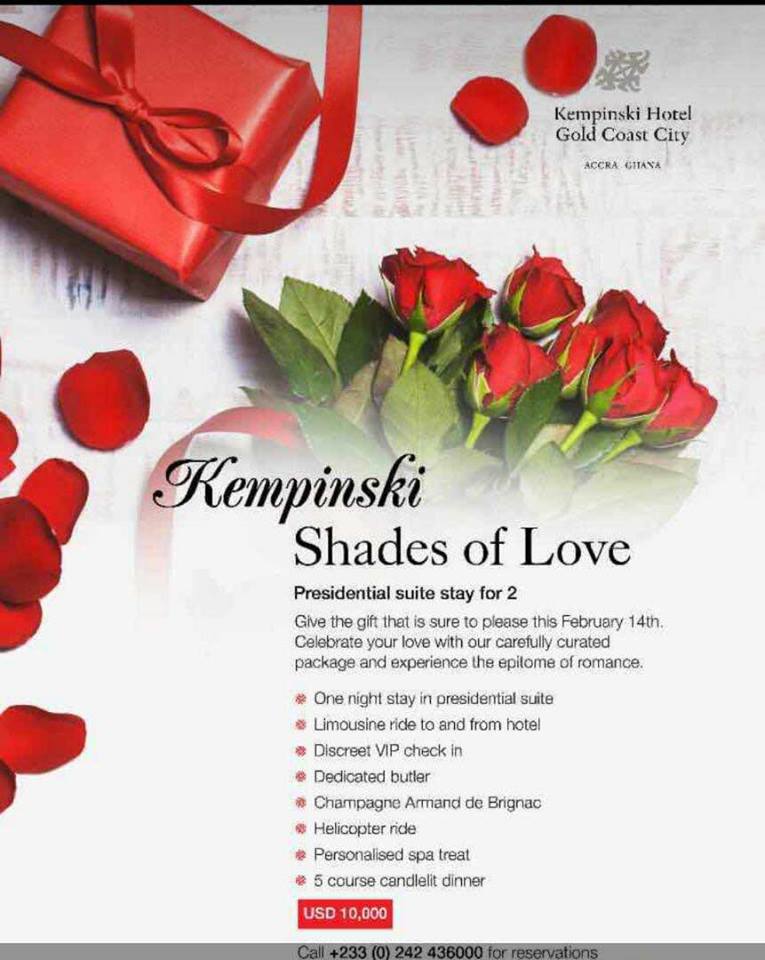 Kempinski Hotel
Gold Coast City
ACCRA GHANA
Kempinski
Shades of Love
Presidential suite stay for 2
Give the gift that is sure to please this February 14th.
Celebrate your love with our carefully curated
package and experience the epitome of romance.
One night stay in presidential suite
Limousine ride to and from hotel
Discreet VIP check in
Dedicated butler
Champagne Armand de Brignac
Helicopter ride
Personalised spa treat
5 course candlelit dinner
USD 10,000
Call +233 (0) 242 436000 for reservations